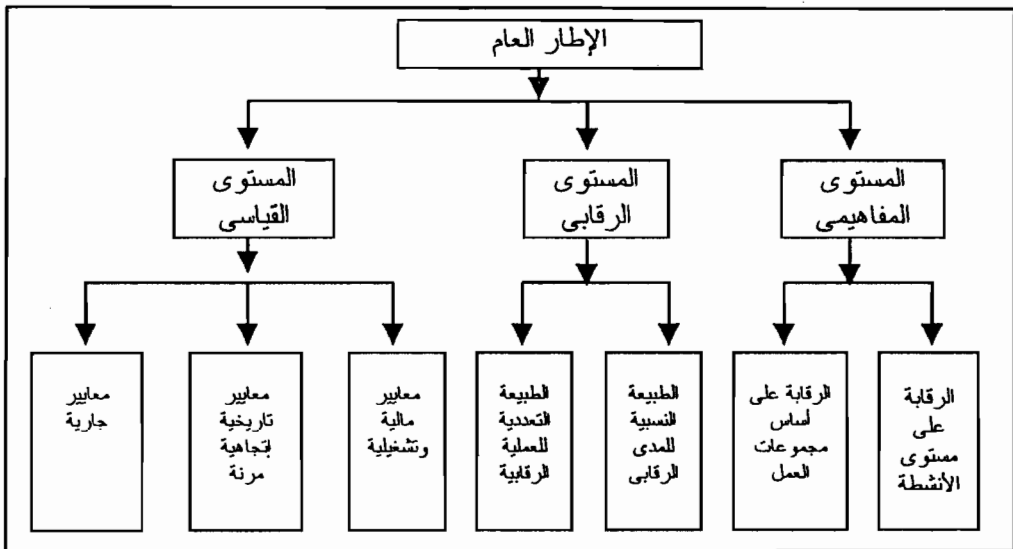 الإطار العام
المستوى
المفاهيمى
المستوى
الرقابى
المستوى
القياسى
الرقابة
على
مستوى
الأنشطة
الرقابة على
أساس
مجموعات
العمل
الطبيعة
النسبية
للمدى
الرقابى
الطبيعة
التعددية
للعملية
الرقابية
معايير
مالية
وتشغيلية
معايير
تاريخية
إتجاهية
مرنة
معايير
جارية